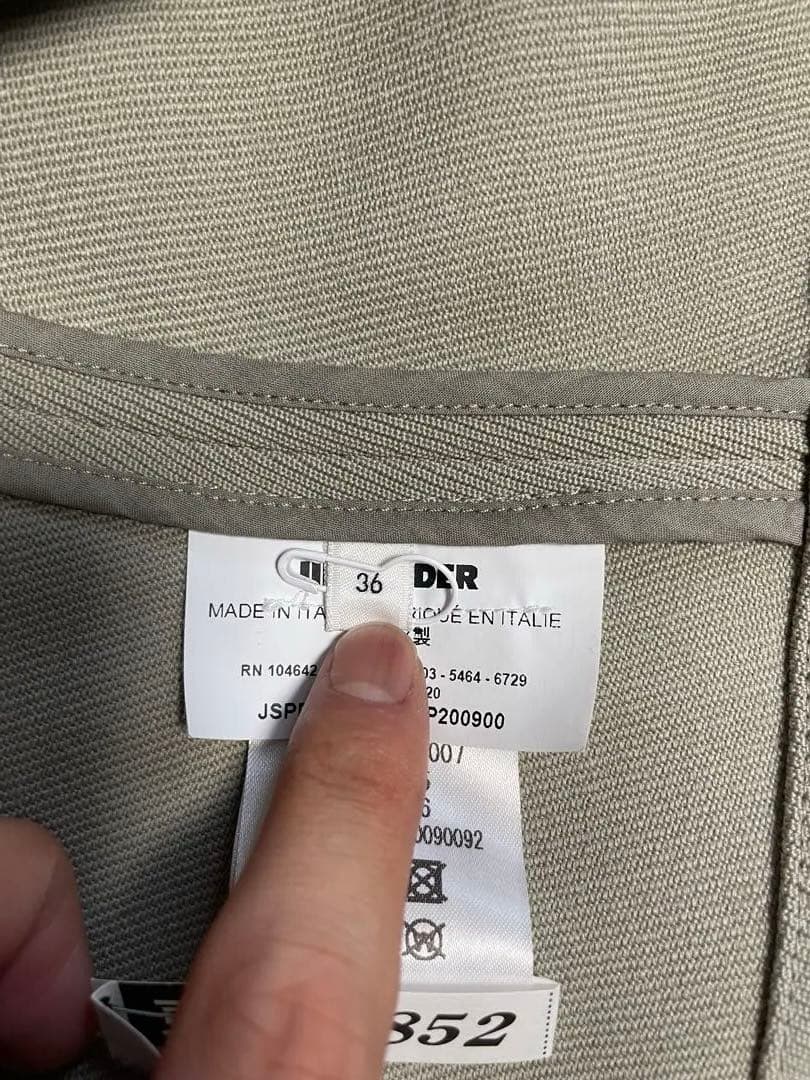 36
DER
MADE IN ITA RIQUÉ EN ITALIE
製
RN 104642 03 - 5464 - 6729
20
JSP P200900
007
6
0090092
852